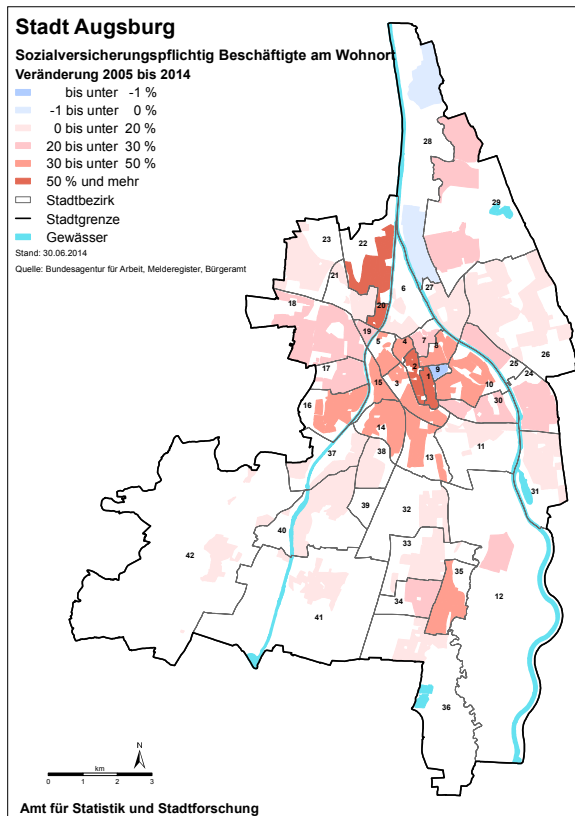 Stadt Augsburg
Sozialversicherungspflichtig Beschäftigte am Wohnort
Veränderung 2005 bis 2014
bis unter -1 %
-1 bis unter 0 %
0 bis unter 20 %
20 bis unter 30 %
30 bis unter 50 %
50 % und mehr
Stadtbezirk
Stadtgrenze
Gewässer
Stand: 30.06.2014
Quelle: Bundesagentur für Arbeit, Melderegister, Bürgeramt
28
29
23
22
21
6
27
18
20
19
5
4
7
8
26
25
24
17
2
1
9
15
3
10
30
16
14
11
37
38
13
31
39
32
40
42
33
35
12
34
41
36
N
km
0 1 2 3
Amt für Statistik und Stadtforschung